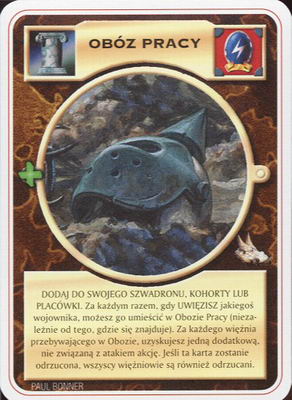 OBÓZ PRACY
DODAJ DO SWOJEGO SZWADRONU, KOHORTY LUB
PLACÓWKI. Za każdym razem, gdy UWIĘZISZ jakiegoś
wojownika, możesz go umieścić w Obozie Pracy (nieza-
leżnie od tego, gdzie się znajduje). Za każdego więźnia
przebywającego w Obozie, uzyskujesz jedną dodatkową,
nie związaną z atakiem akcję. Jeśli ta karta zostanie
odrzucona, wszyscy więźniowie są również odrzucani.
PAUL BONNER